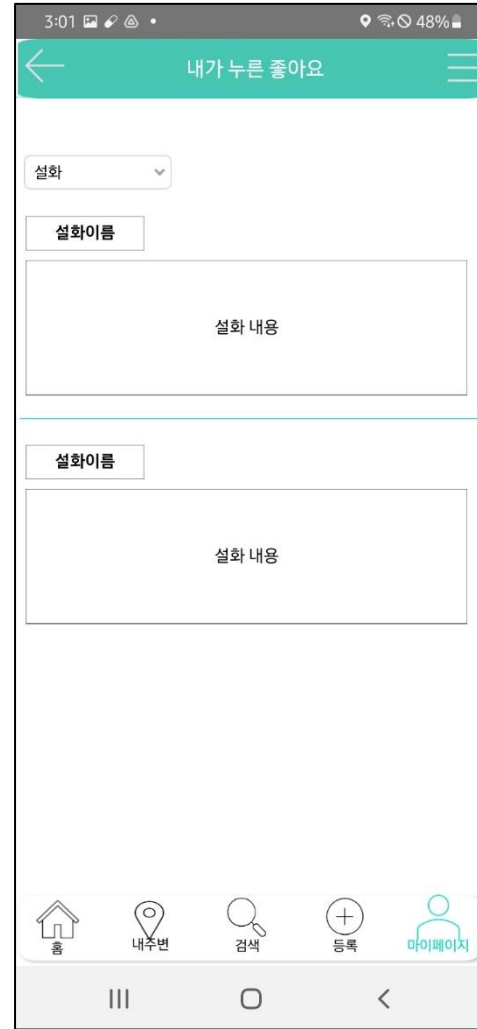 3:01 48%
내가 누른 좋아요
설화
설화이름
설화 내용
설화이름
설화 내용
홈 내주변 검색 등록 마이페이지